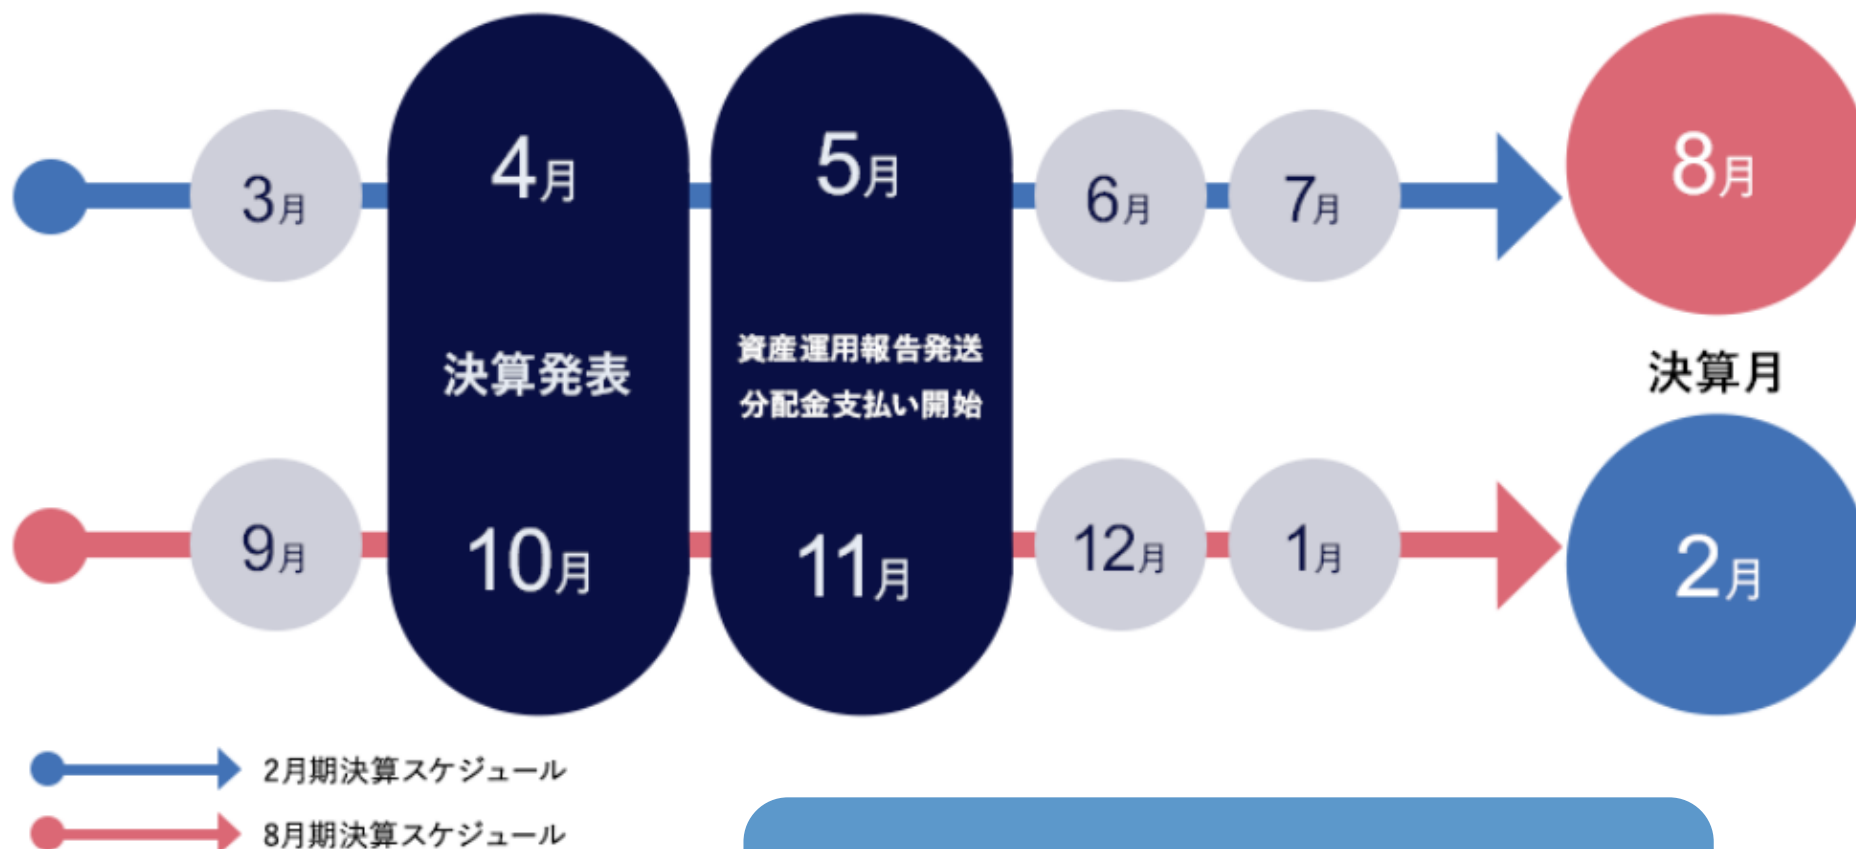 3月
4月
5月
6月
7月
8月
決算発表
資産運用報告発送
分配金支払い開始
決算月
9月
10月
11月
12月
1月
2月
2月期決算スケジュール
8月期決算スケジュール